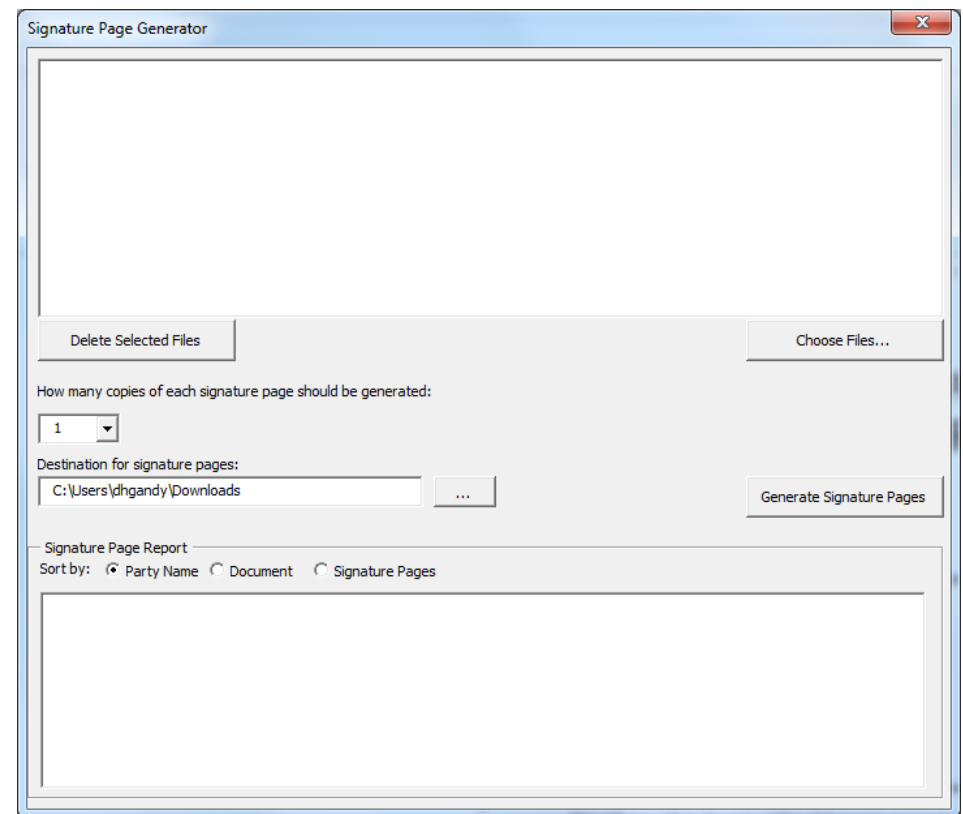 Signature Page Generator
Delete Selected Files
Choose Files...
How many copies of each signature page should be generated:
1
Destination for signature pages:
C:\Users\dhgandy\Downloads
...
Generate Signature Pages
Signature Page Report
Sort by: Party Name Document Signature Pages